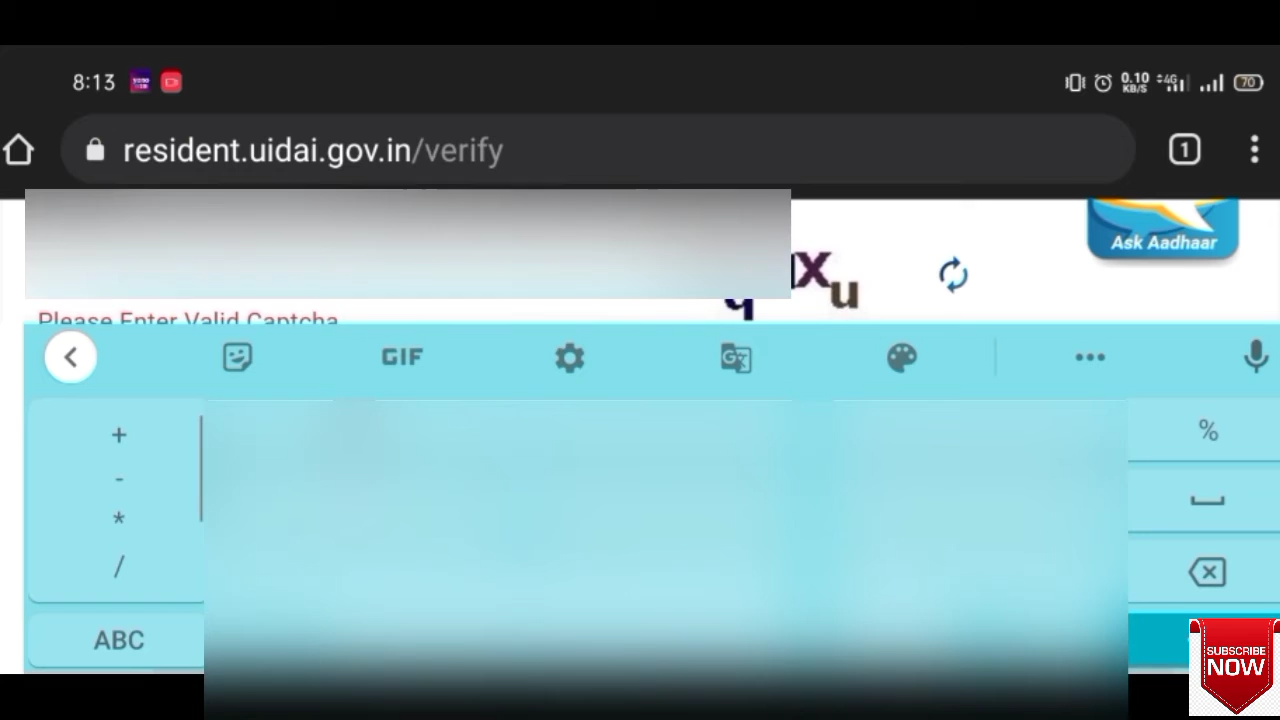 8:13
0.10
KB/S
4G
70
resident.uidai.gov.in/verify
1
Ask Aadhaar
xu
Please Enter Valid Captcha
GIF
+
%
-
*
/
ABC
SUBSCRIBE
NOW